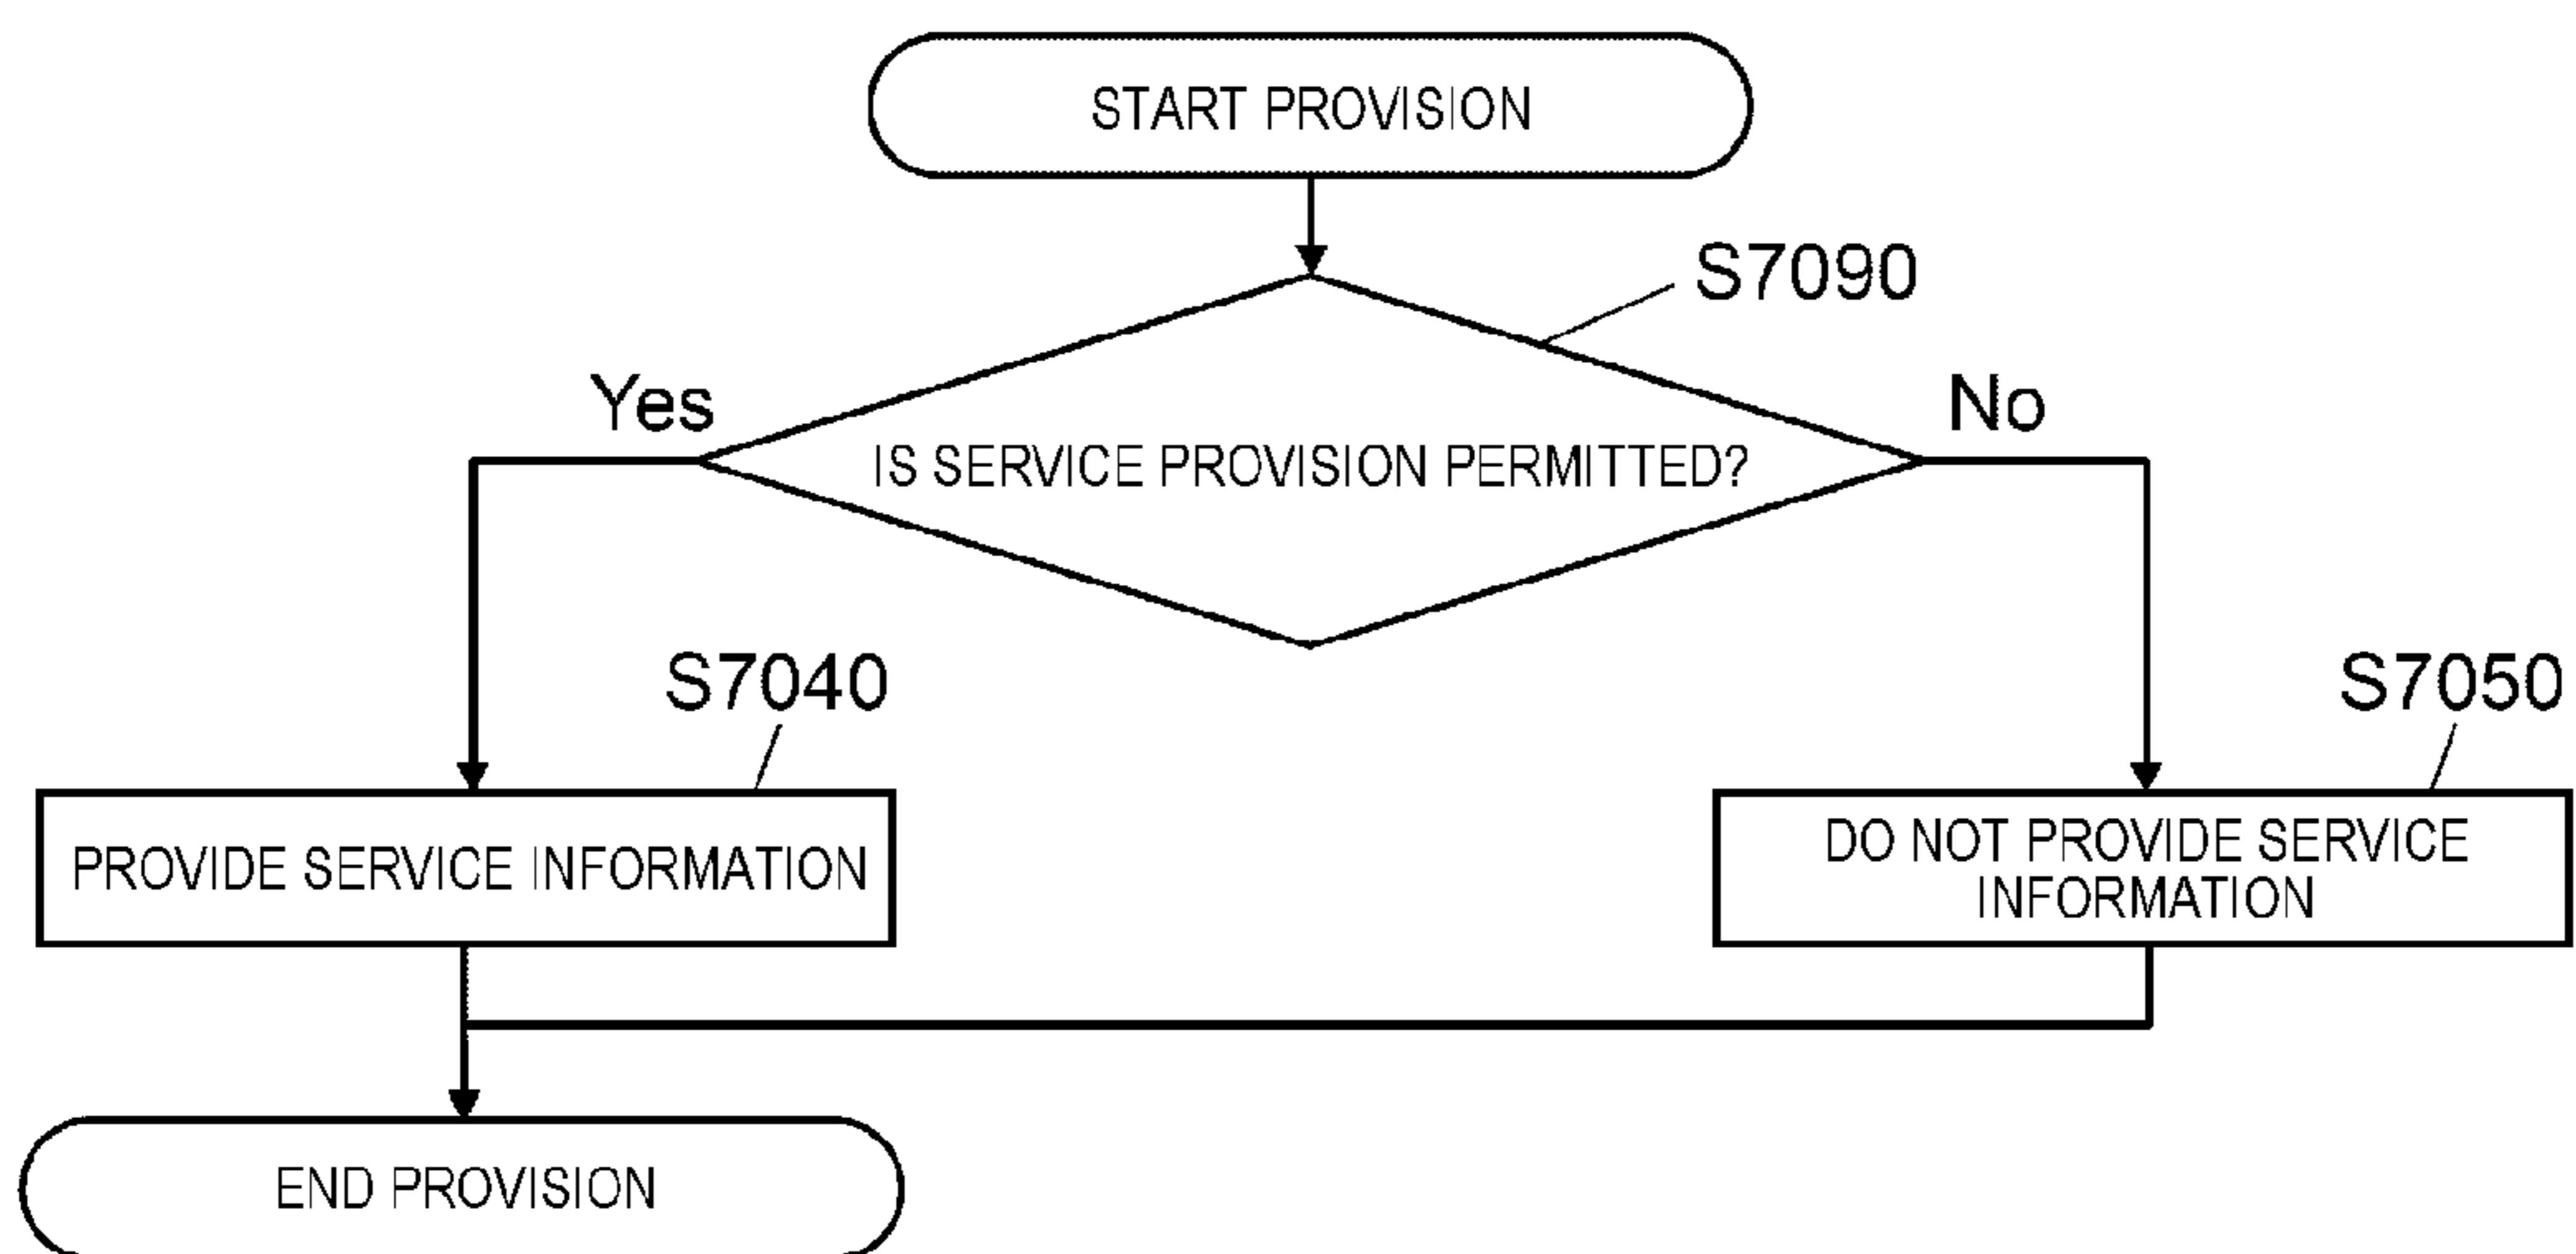 START PROVISION
S7090
Yes
No
IS SERVICE PROVISION PERMITTED?
S7040
S7050
PROVIDE SERVICE INFORMATION
DO NOT PROVIDE SERVICE
INFORMATION
END PROVISION